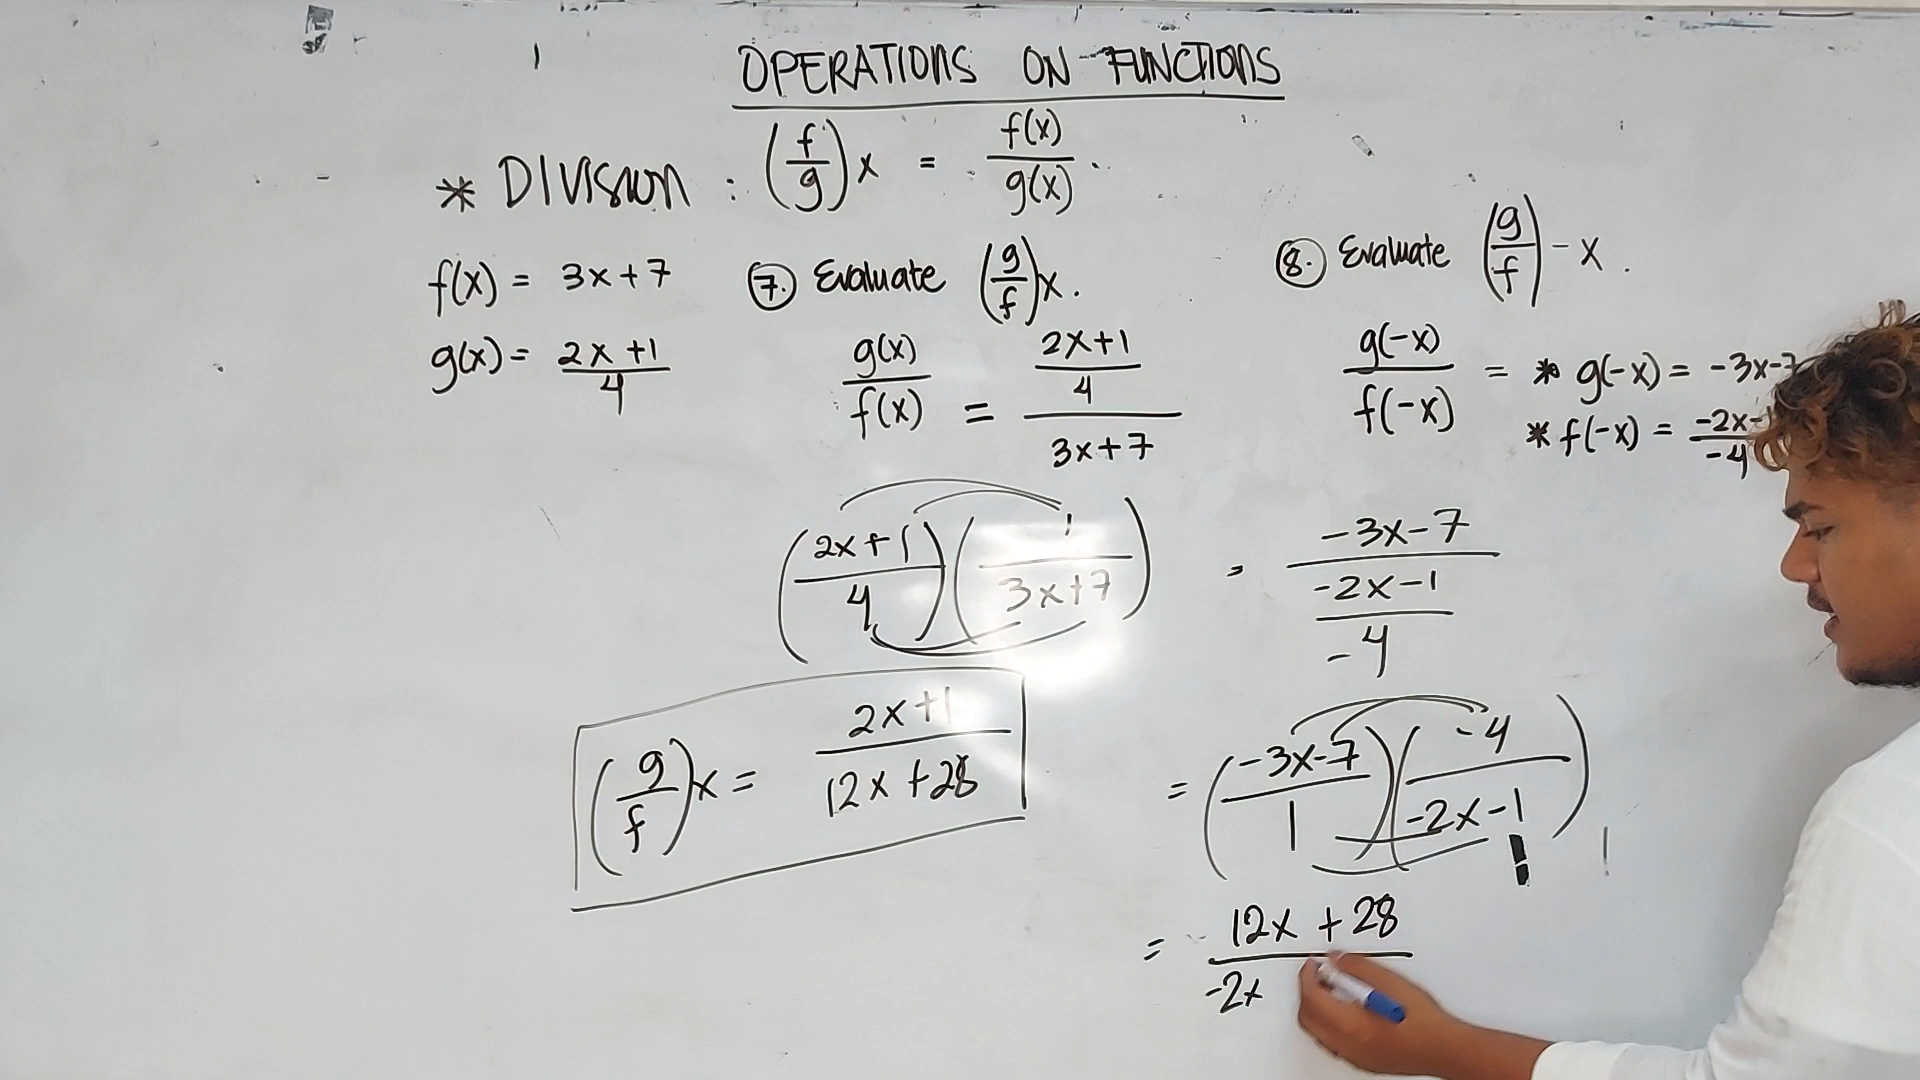 OPERATIONS ON FUNCTIONS
* DIVISION : (f/g)x = f(x)/g(x).
f(x) = 3x+7
g(x) = (2x+1)/4
7. Evaluate (g/f)x.
g(x)/f(x) = ((2x+1)/4)/(3x+7)
((2x+1)/4)(1/(3x+7))
(g/f)x = (2x+1)/(12x+28)
8. Evaluate (g/f)-x.
g(-x)/f(-x) = * g(-x) = -3x-7
* f(-x) = (-2x-)/-4
= (-3x-7)/((-2x-1)/-4)
= ((-3x-7)/1)(-4/(-2x-1))
= (12x+28)/(-2x